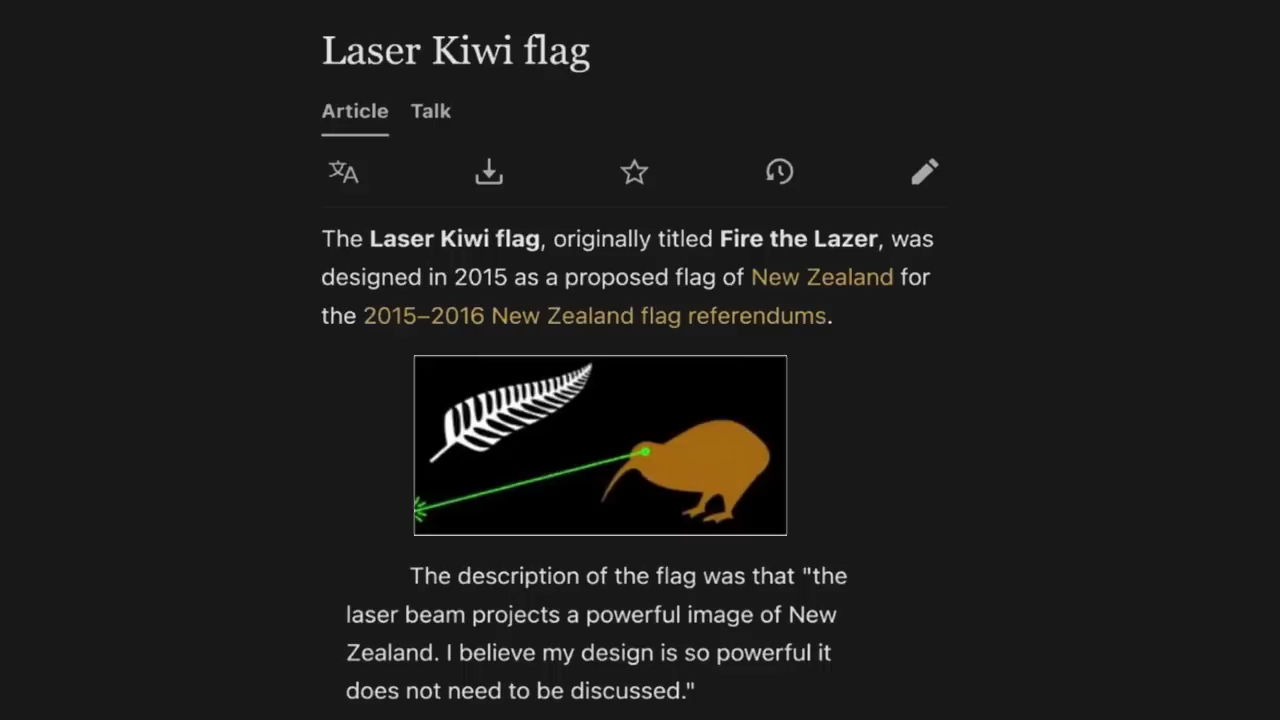 Laser Kiwi flag
Article Talk
The Laser Kiwi flag, originally titled Fire the Lazer, was
designed in 2015 as a proposed flag of New Zealand for
the 2015–2016 New Zealand flag referendums.
The description of the flag was that "the
laser beam projects a powerful image of New
Zealand. I believe my design is so powerful it
does not need to be discussed."